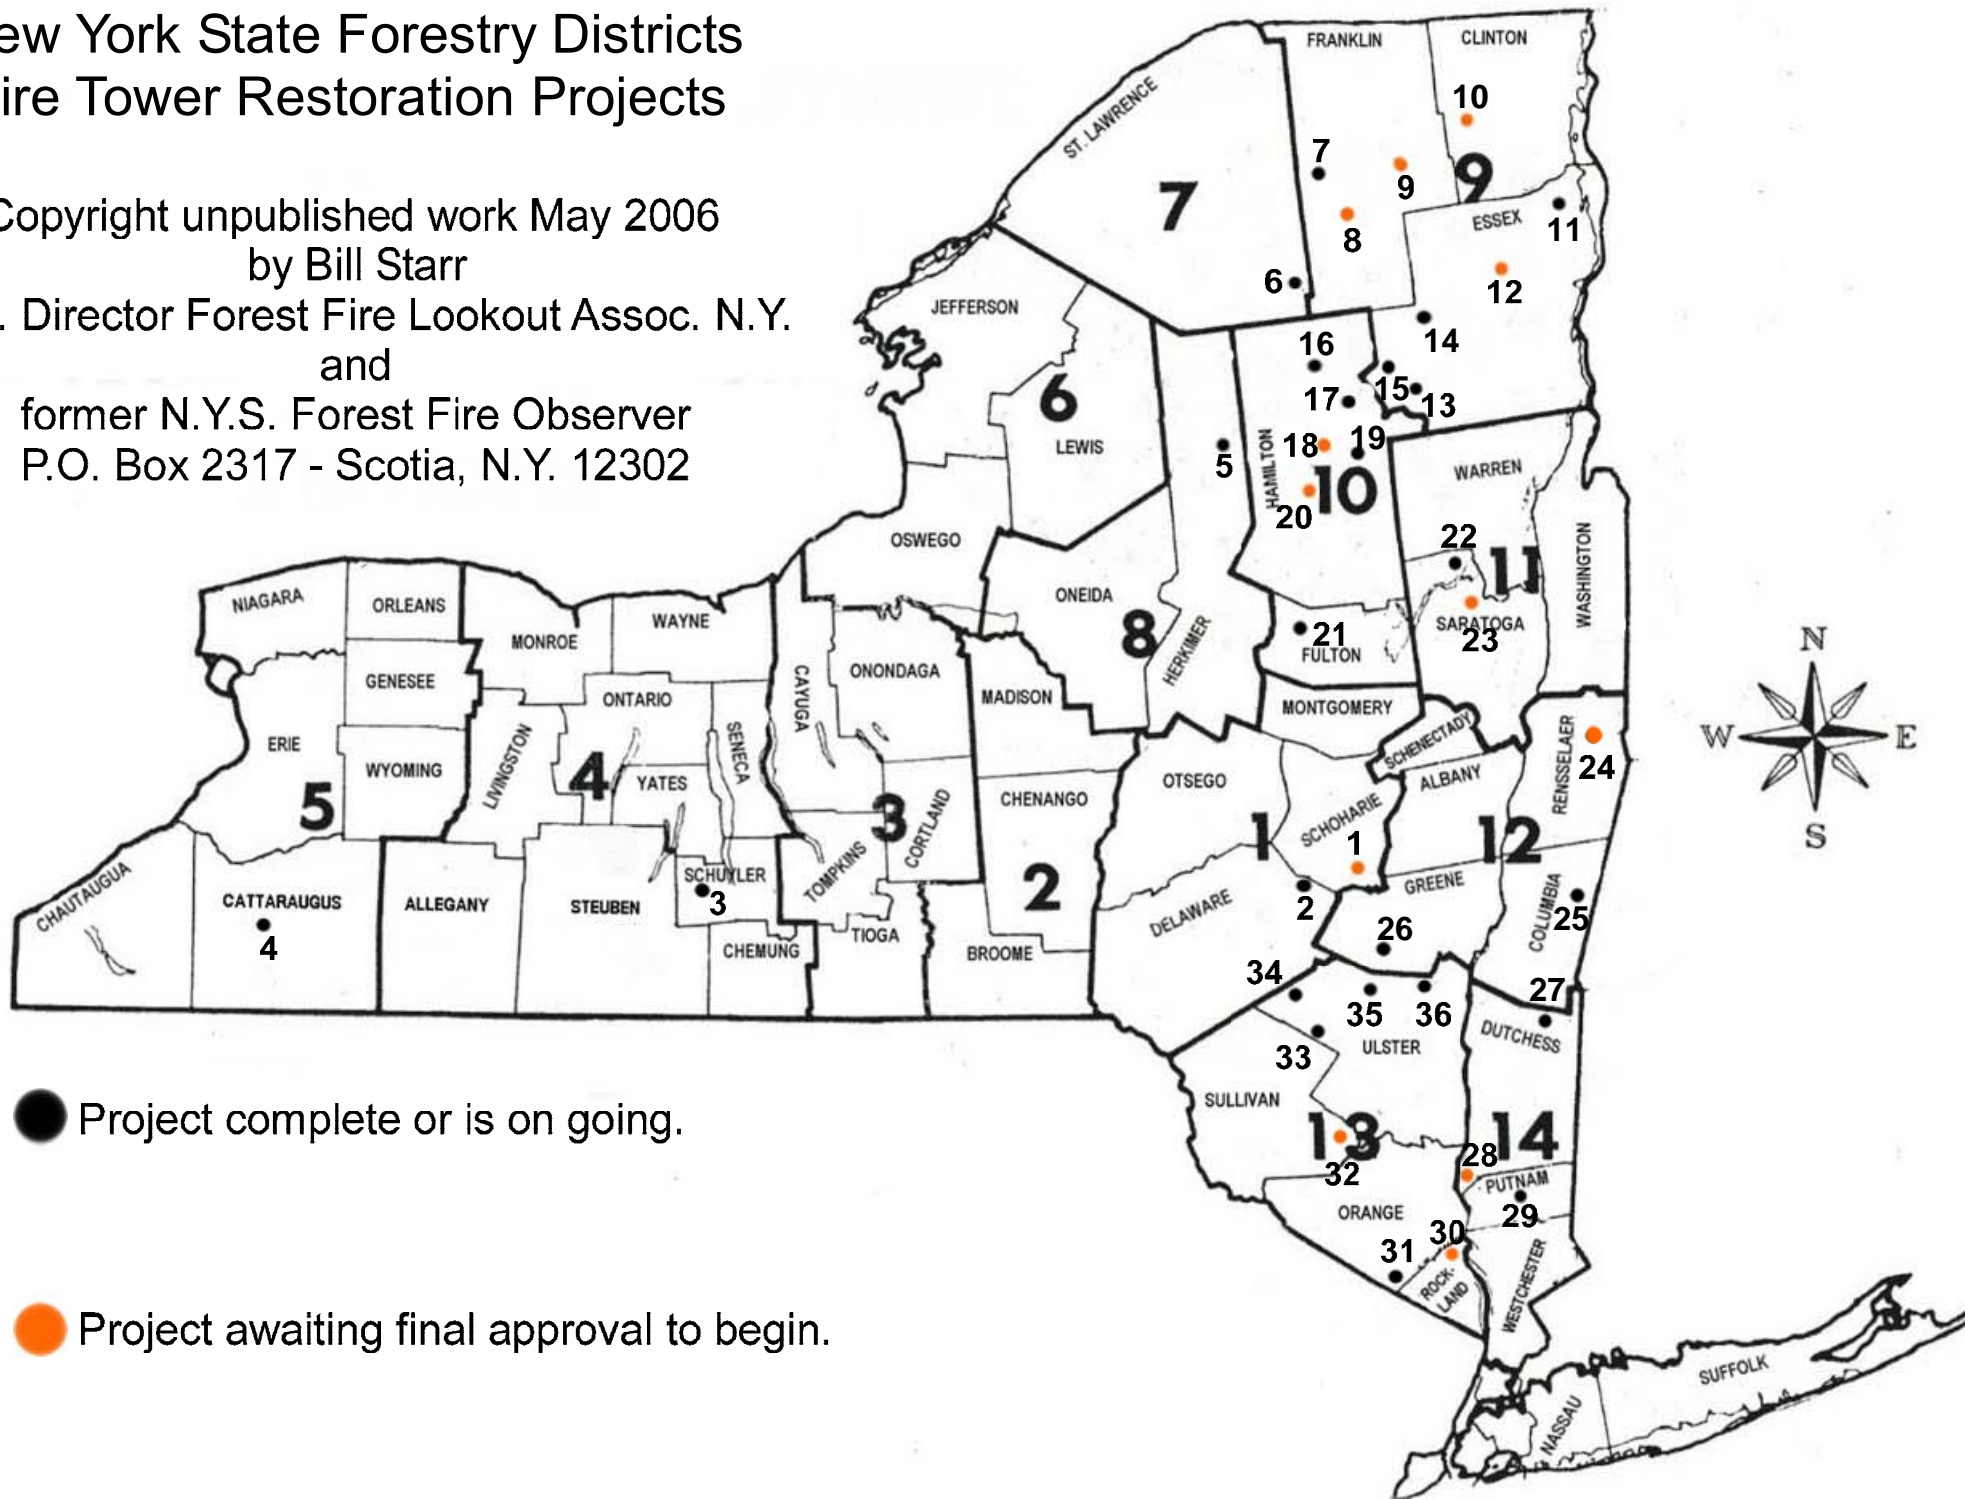 ew York State Forestry Districts
ire Tower Restoration Projects
Copyright unpublished work May 2006
by Bill Starr
. Director Forest Fire Lookout Assoc. N.Y.
and
former N.Y.S. Forest Fire Observer
P.O. Box 2317 - Scotia, N.Y. 12302
FRANKLIN
CLINTON
10
ST. LAWRENCE
7
9
9
7
8
ESSEX
11
6
12
JEFFERSON
14
16
15
13
17
6
LEWIS
5
HAMILTON
18
19
10
20
WARREN
OSWEGO
22
11
WASHINGTON
ONEIDA
8
HERKIMER
21
FULTON
SARATOGA
23
NIAGARA
ORLEANS
MONROE
WAYNE
CAYUGA
ONONDAGA
MADISON
MONTGOMERY
SCHENECTADY
GENESEE
ONTARIO
SENECA
ERIE
WYOMING
LIVINGSTON
4
YATES
5
3
CORTLAND
CHENANGO
OTSEGO
1
SCHOHARIE
1
ALBANY
12
RENSSELAER
24
N
W
E
S
CHAUTAUGUA
CATTARAUGUS
4
ALLEGANY
STEUBEN
SCHUYLER
3
TOMPKINS
TIOGA
CHEMUNG
2
BROOME
DELAWARE
2
GREENE
26
COLUMBIA
25
27
34
35
36
33
ULSTER
DUTCHESS
SULLIVAN
13
32
14
28
PUTNAM
29
ORANGE
30
31
ROCK-
LAND
WESTCHESTER
NASSAU
SUFFOLK
Project complete or is on going.
Project awaiting final approval to begin.